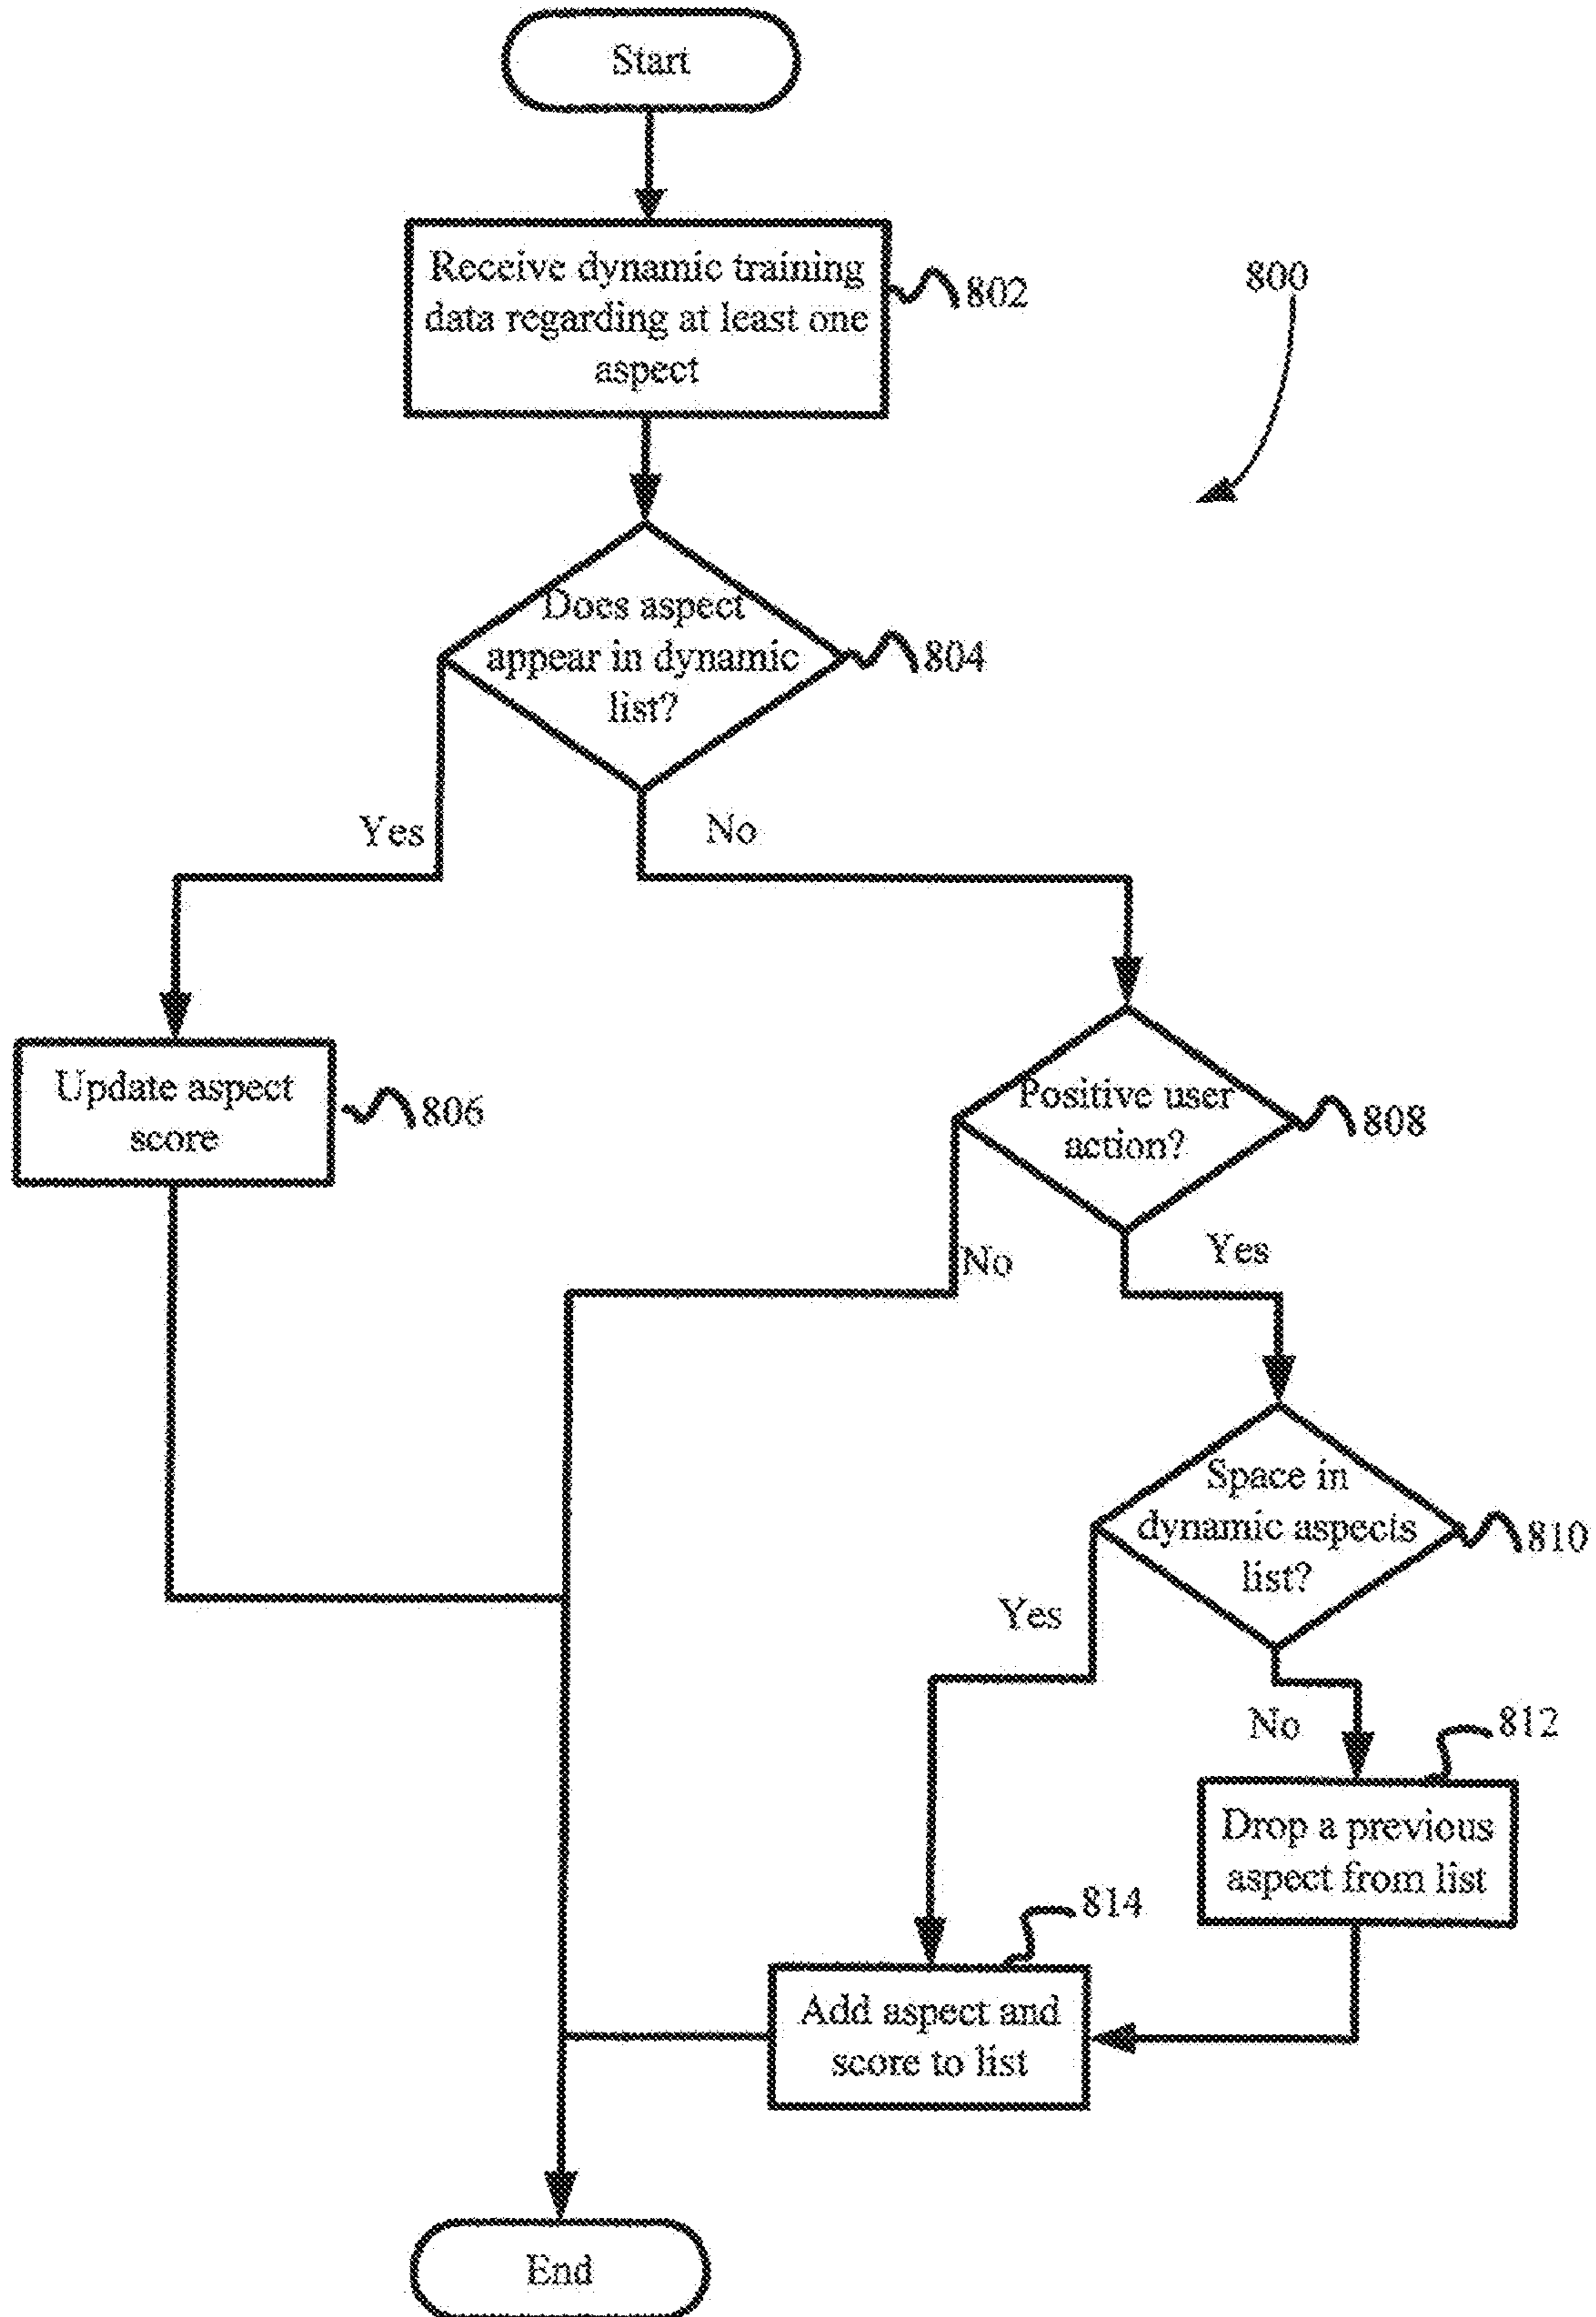 Start
Receive dynamic training
data regarding at least one
aspect
802
800
Does aspect
appear in dynamic
list?
804
Yes
No
Update aspect
score
806
Positive user
action?
808
No
Yes
Space in
dynamic aspects
list?
810
Yes
No
812
Drop a previous
aspect from list
814
Add aspect and
score to list
End